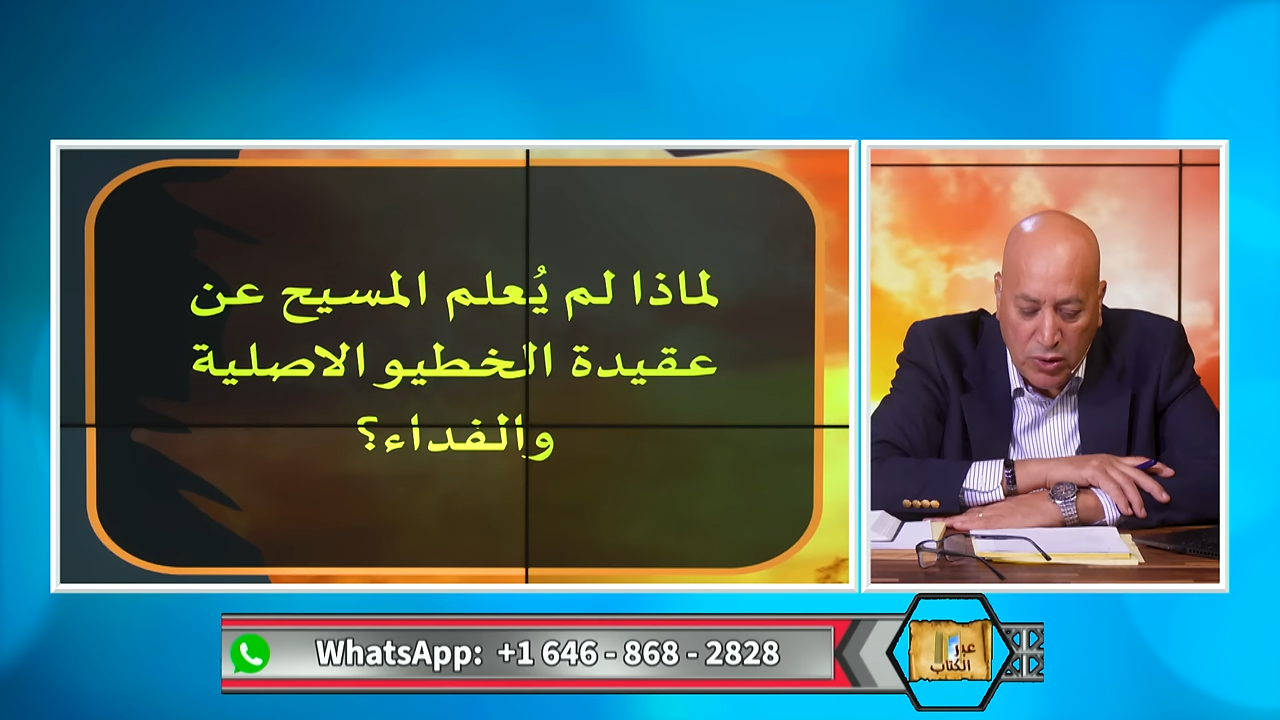 لماذا لم يُعلم المسيح عن
عقيدة الخطيو الاصلية
والفداء؟
WhatsApp: +1 646 - 868 - 2828
عبر
الكتاب